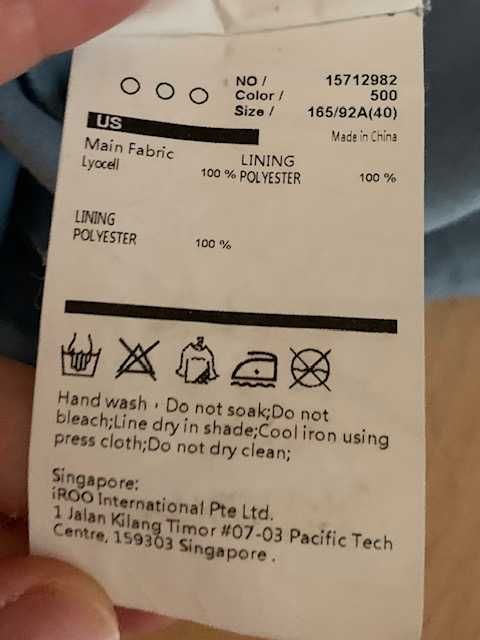 NO / 15712982
Color / 500
Size / 165/92A(40)
US
Made in China
Main Fabric
Lyocell 100 %
LINING
POLYESTER 100 %
LINING
POLYESTER 100 %
Hand wash，Do not soak;Do not
bleach;Line dry in shade;Cool iron using
press cloth;Do not dry clean;
Singapore:
iROO International Pte Ltd.
1 Jalan Kilang Timor #07-03 Pacific Tech
Centre, 159303 Singapore .